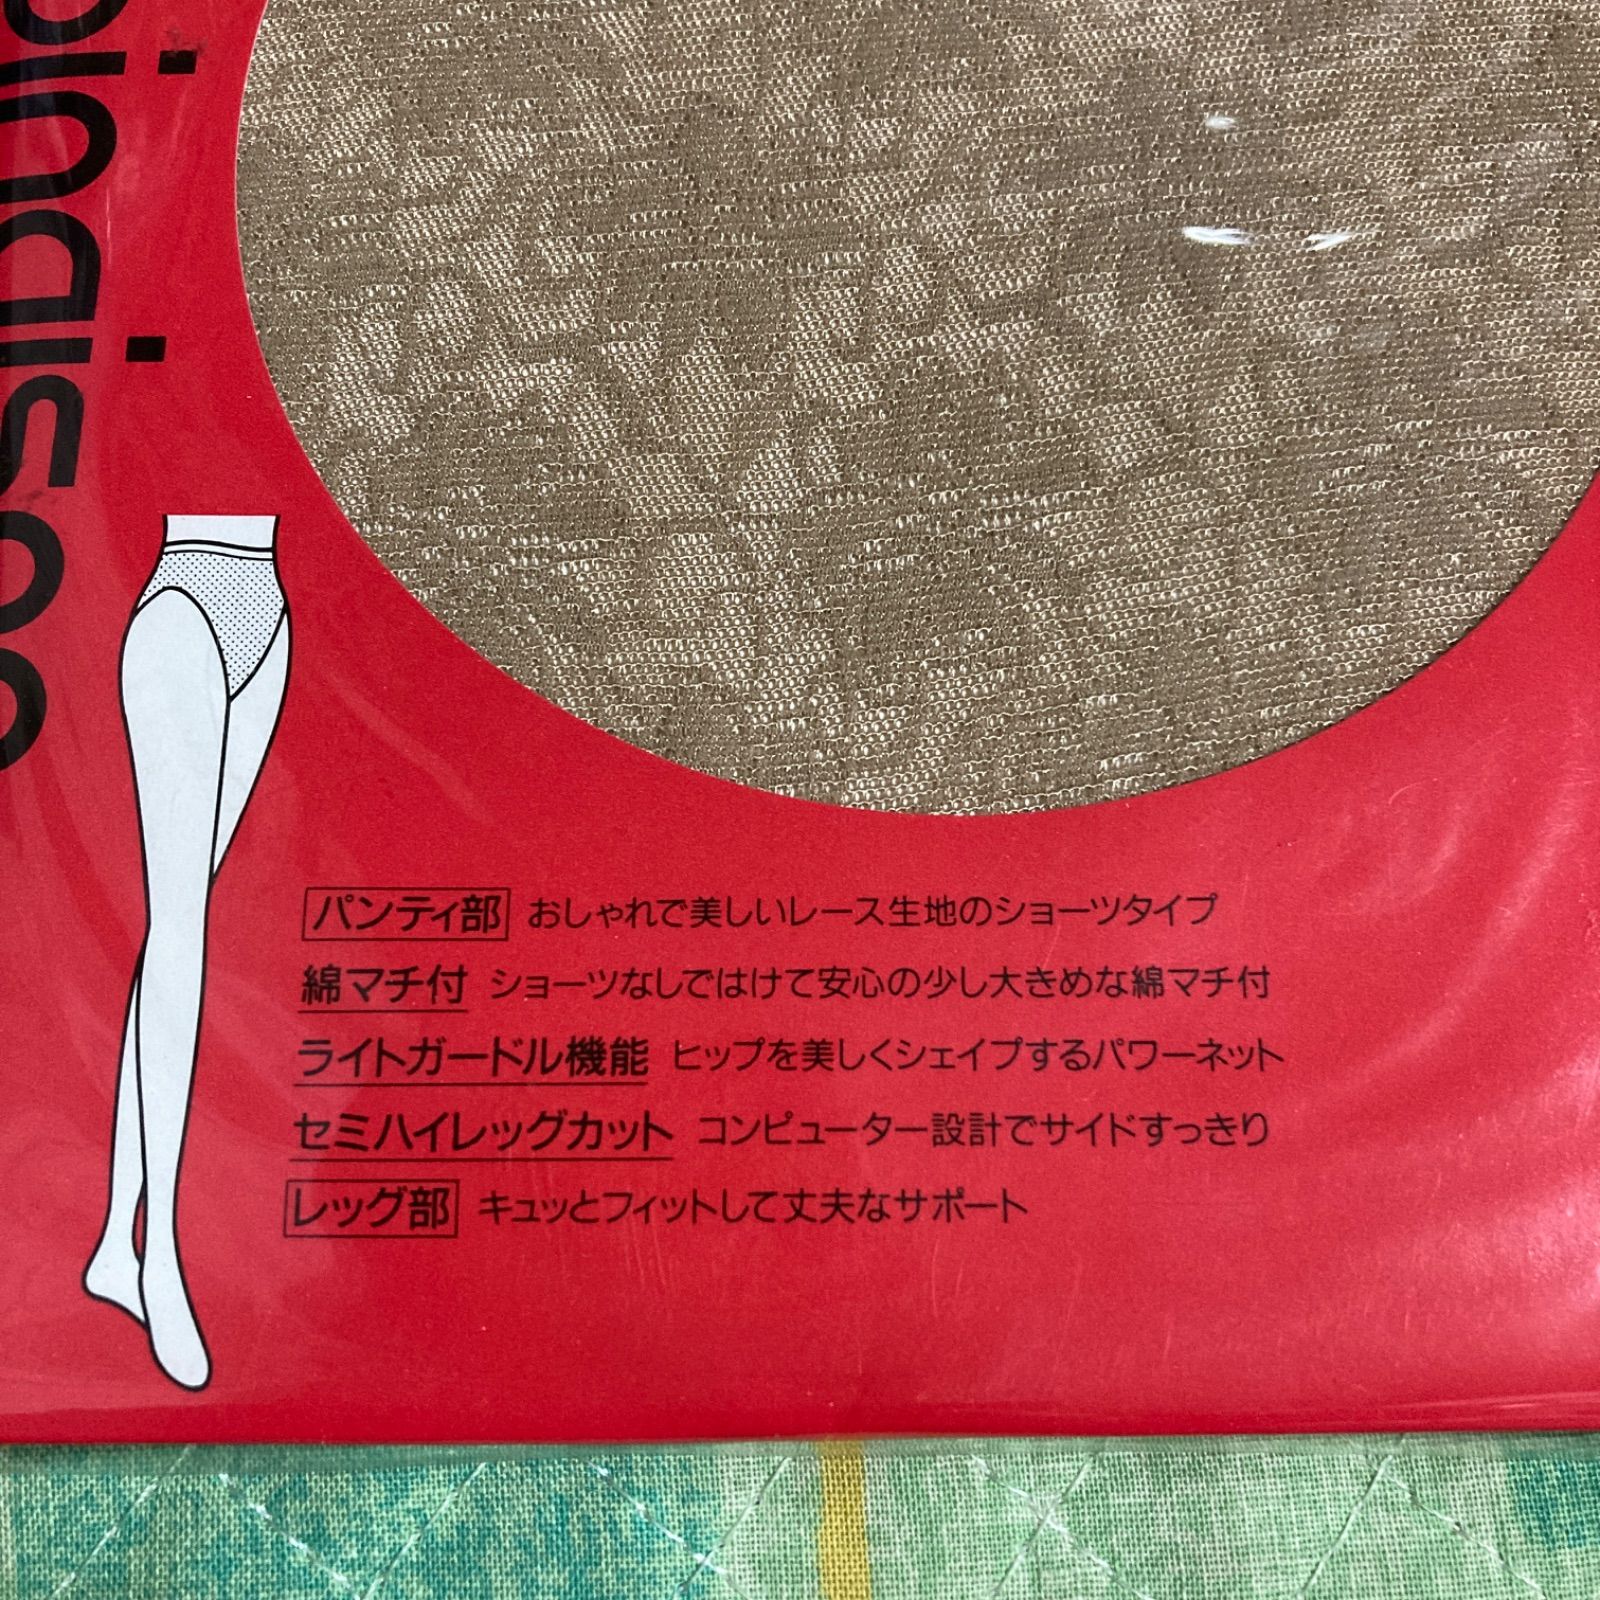 パンティ部 おしゃれで美しいレース生地のショーツタイプ
綿マチ付 ショーツなしではけて安心の少し大きめな綿マチ付
ライトガードル機能 ヒップを美しくシェイプするパワーネット
セミハイレッグカット コンピューター設計でサイドすっきり
レッグ部 キュッとフィットして丈夫なサポート